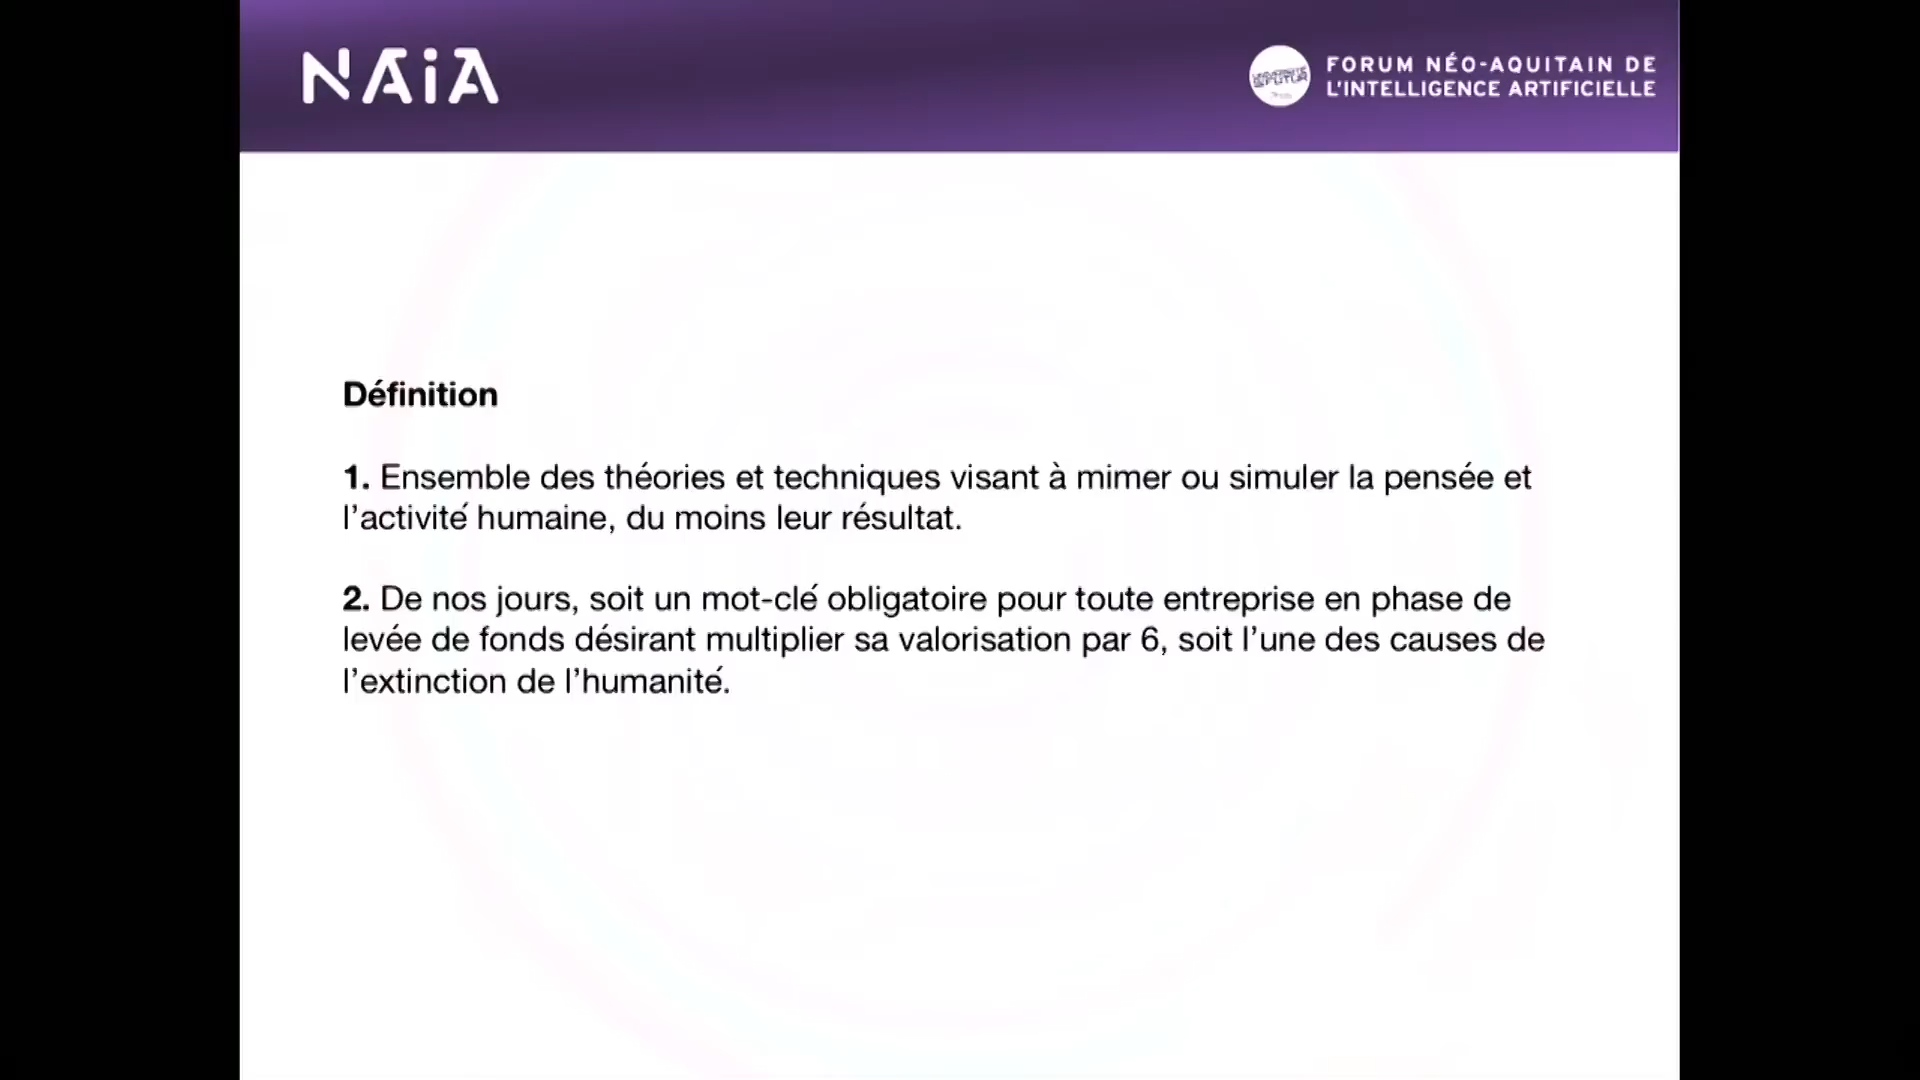 NAiA
FORUM NÉO-AQUITAIN DE
L'INTELLIGENCE ARTIFICIELLE
Définition
1. Ensemble des théories et techniques visant à mimer ou simuler la pensée et
l’activité humaine, du moins leur résultat.
2. De nos jours, soit un mot-clé obligatoire pour toute entreprise en phase de
levée de fonds désirant multiplier sa valorisation par 6, soit l’une des causes de
l’extinction de l’humanité.